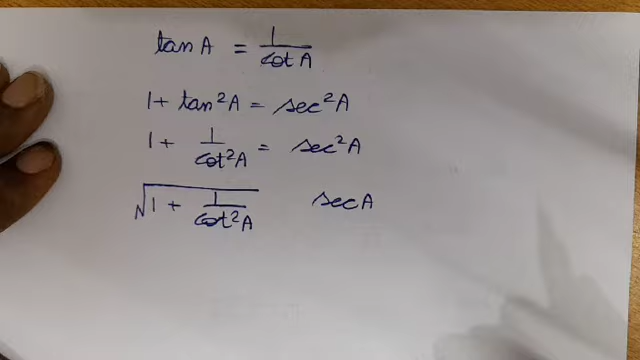 tan A = 1/cot A
1 + tan²A = sec²A
1 + 1/cot²A = sec²A
√(1 + 1/cot²A) sec A